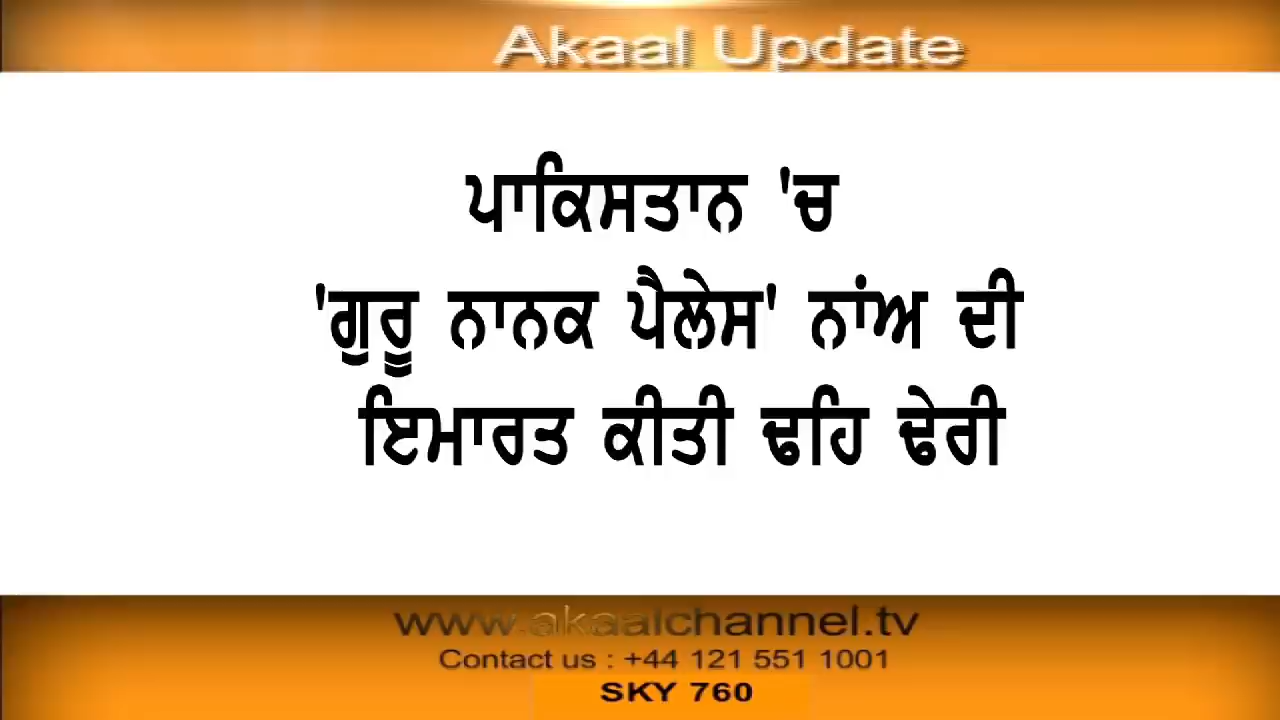 Akaal Update
ਪਾਕਿਸਤਾਨ 'ਚ
'ਗੁਰੂ ਨਾਨਕ ਪੈਲੇਸ' ਨਾਂਅ ਦੀ
ਇਮਾਰਤ ਕੀਤੀ ਢਹਿ ਢੇਰੀ
www.akaalchannel.tv
Contact us : +44 121 551 1001
SKY 760